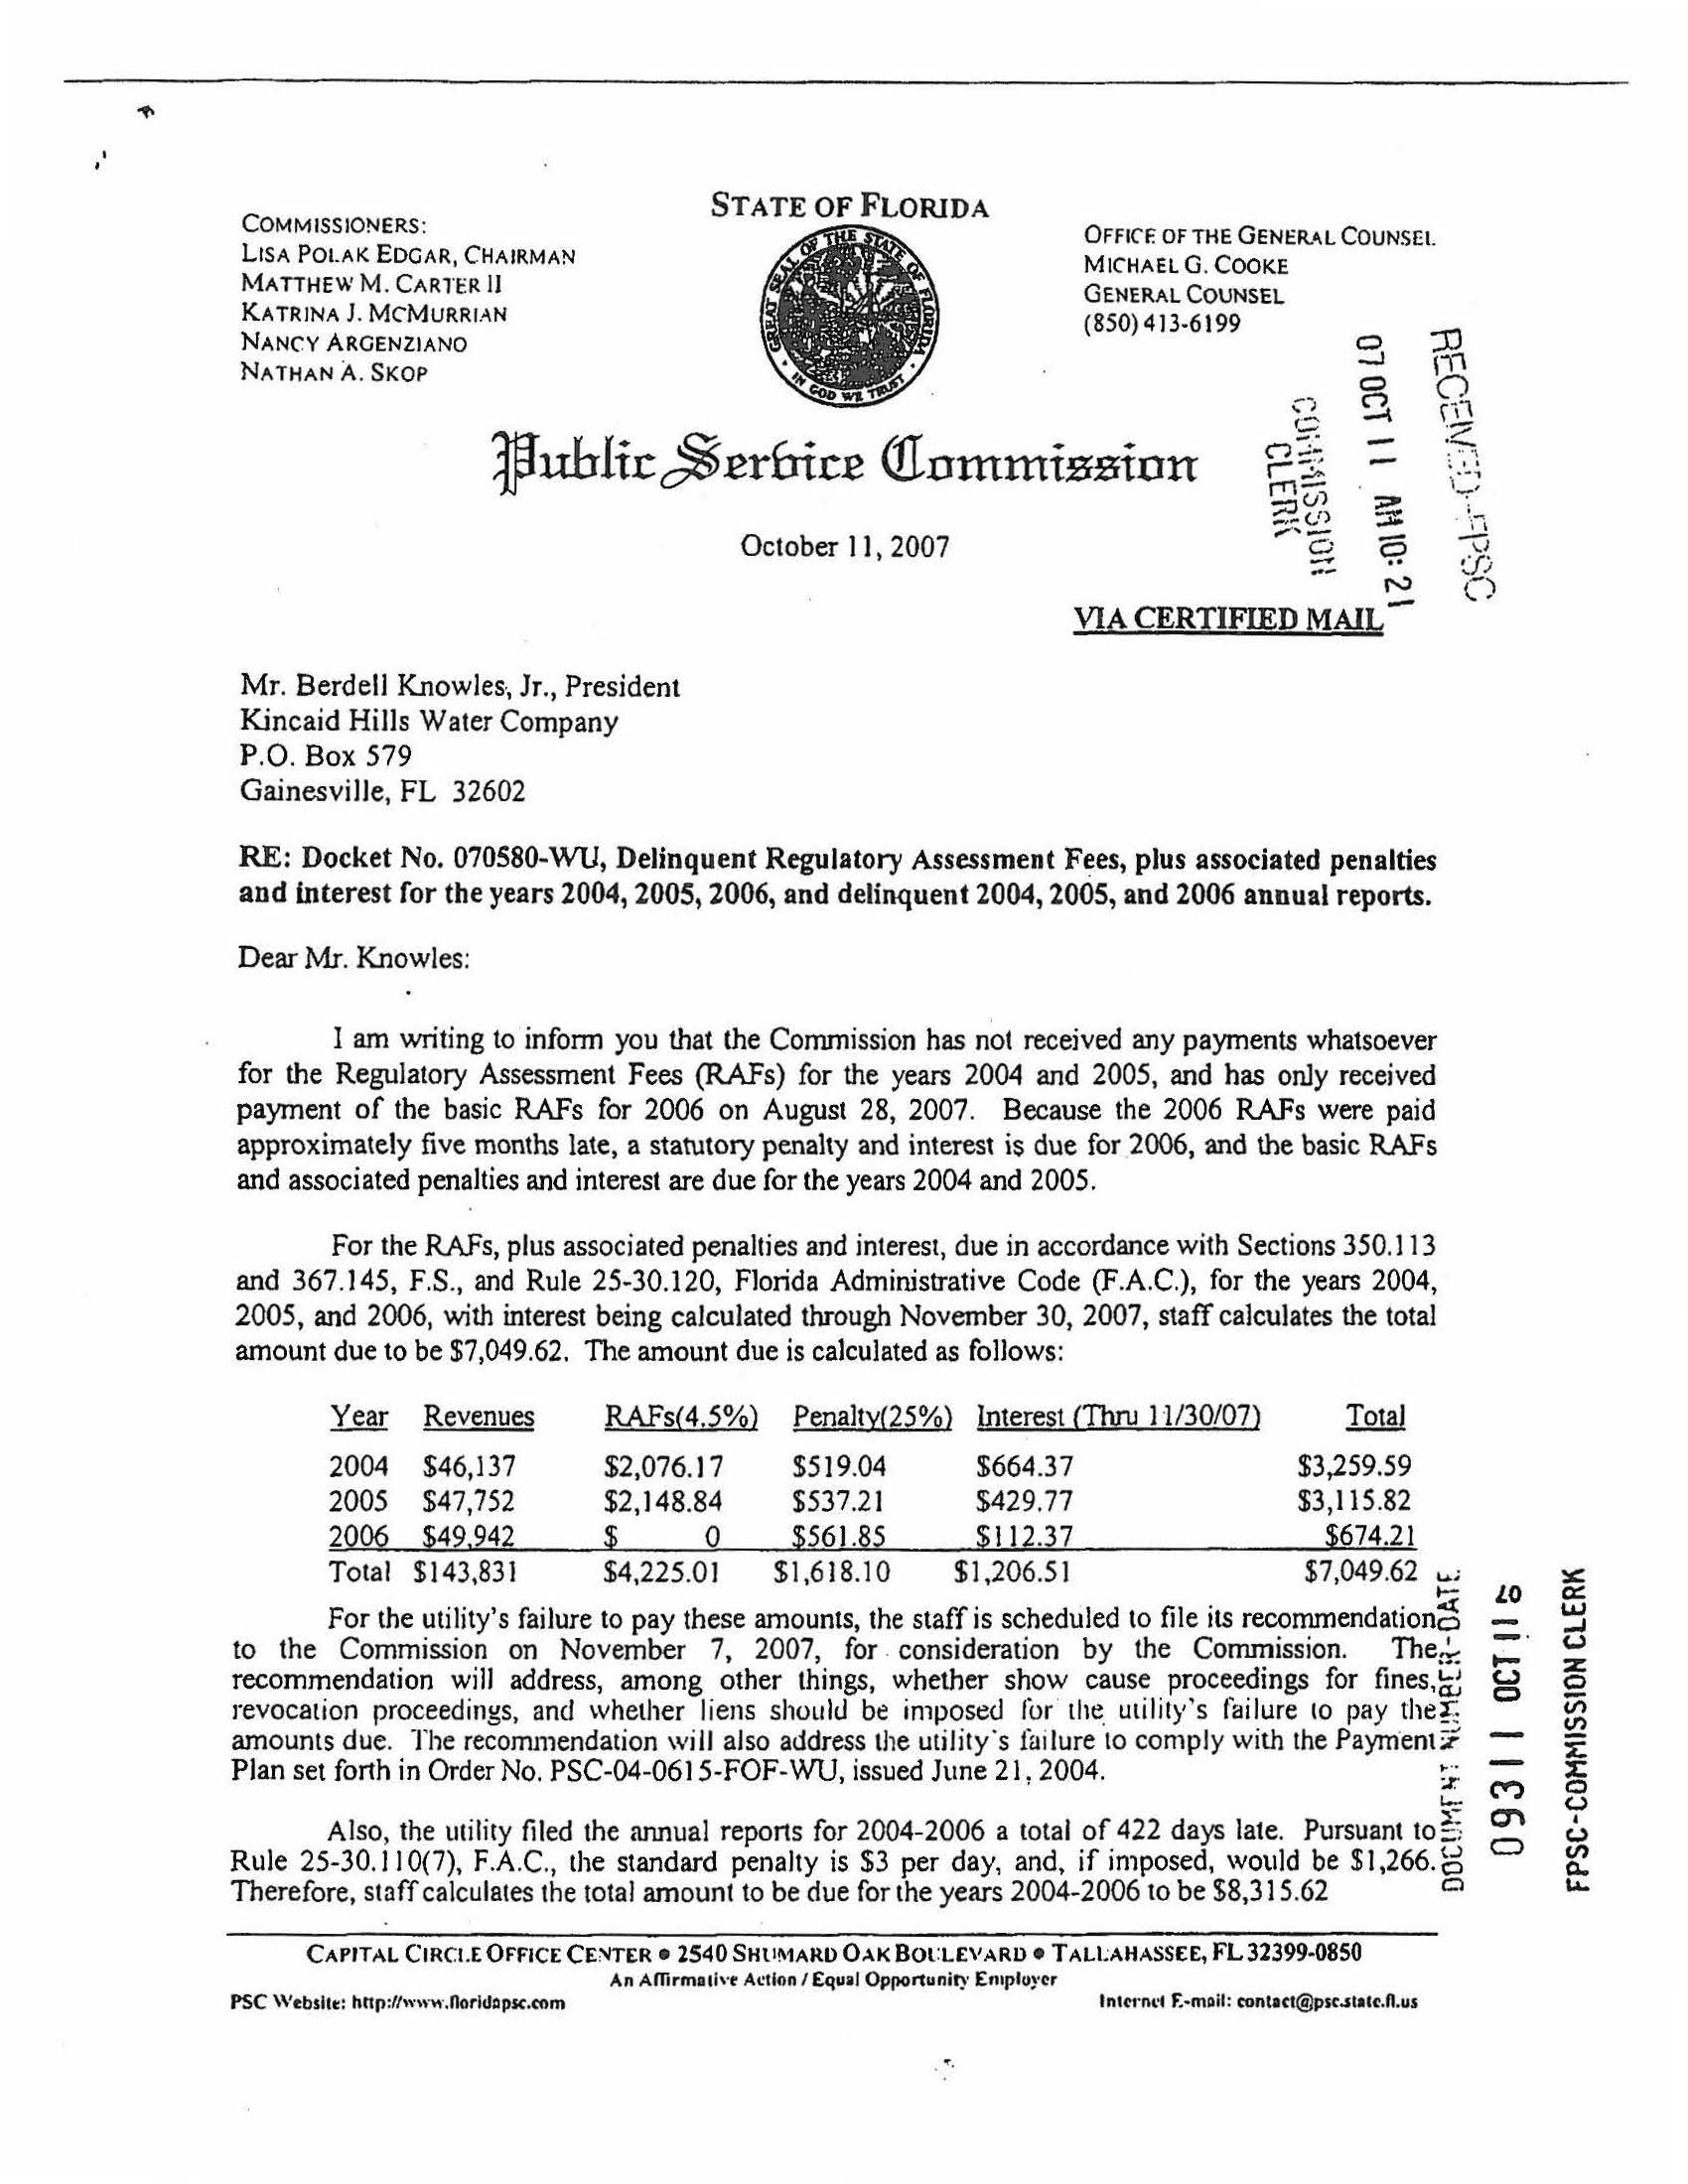 STATE OF FLORIDA
COMMISSIONERS:
LISA POLAK EDGAR, CHAIRMAN
MATTHEW M. CARTER II
KATRINA J. MCMURRIAN
NANCY ARGENZIANO
NATHAN A. SKOP
GREAT SEAL OF THE STATE OF FLORIDA
IN GOD WE TRUST
OFFICE OF THE GENERAL COUNSEL
MICHAEL G. COOKE
GENERAL COUNSEL
(850) 413-6199
RECEIVED-FPSC
07 OCT 11 AM 10: 21
COMMISSION
CLERK
Public Service Commission
October 11, 2007
VIA CERTIFIED MAIL
Mr. Berdell Knowles, Jr., President
Kincaid Hills Water Company
P.O. Box 579
Gainesville, FL 32602
RE: Docket No. 070580-WU, Delinquent Regulatory Assessment Fees, plus associated penalties
and interest for the years 2004, 2005, 2006, and delinquent 2004, 2005, and 2006 annual reports.
Dear Mr. Knowles:
I am writing to inform you that the Commission has not received any payments whatsoever
for the Regulatory Assessment Fees (RAFs) for the years 2004 and 2005, and has only received
payment of the basic RAFs for 2006 on August 28, 2007. Because the 2006 RAFs were paid
approximately five months late, a statutory penalty and interest is due for 2006, and the basic RAFs
and associated penalties and interest are due for the years 2004 and 2005.
For the RAFs, plus associated penalties and interest, due in accordance with Sections 350.113
and 367.145, F.S., and Rule 25-30.120, Florida Administrative Code (F.A.C.), for the years 2004,
2005, and 2006, with interest being calculated through November 30, 2007, staff calculates the total
amount due to be $7,049.62. The amount due is calculated as follows:
Year Revenues RAFs(4.5%) Penalty(25%) Interest (Thru 11/30/07) Total
2004 $46,137 $2,076.17 $519.04 $664.37 $3,259.59
2005 $47,752 $2,148.84 $537.21 $429.77 $3,115.82
2006 $49,942 $ 0 $561.85 $112.37 $674.21
Total $143,831 $4,225.01 $1,618.10 $1,206.51 $7,049.62
For the utility's failure to pay these amounts, the staff is scheduled to file its recommendation
to the Commission on November 7, 2007, for consideration by the Commission. The
recommendation will address, among other things, whether show cause proceedings for fines,
revocation proceedings, and whether liens should be imposed for the utility's failure to pay the
amounts due. The recommendation will also address the utility's failure to comply with the Payment
Plan set forth in Order No. PSC-04-0615-FOF-WU, issued June 21, 2004.
Also, the utility filed the annual reports for 2004-2006 a total of 422 days late. Pursuant to
Rule 25-30.110(7), F.A.C., the standard penalty is $3 per day, and, if imposed, would be $1,266.
Therefore, staff calculates the total amount to be due for the years 2004-2006 to be $8,315.62
DOCUMENT NUMBER-DATE
09311 OCT 11 07
FPSC-COMMISSION CLERK
CAPITAL CIRCLE OFFICE CENTER • 2540 SHUMARD OAK BOULEVARD • TALLAHASSEE, FL 32399-0850
An Affirmative Action / Equal Opportunity Employer
PSC Website: http://www.floridapsc.com Internet E-mail: contact@psc.state.fl.us